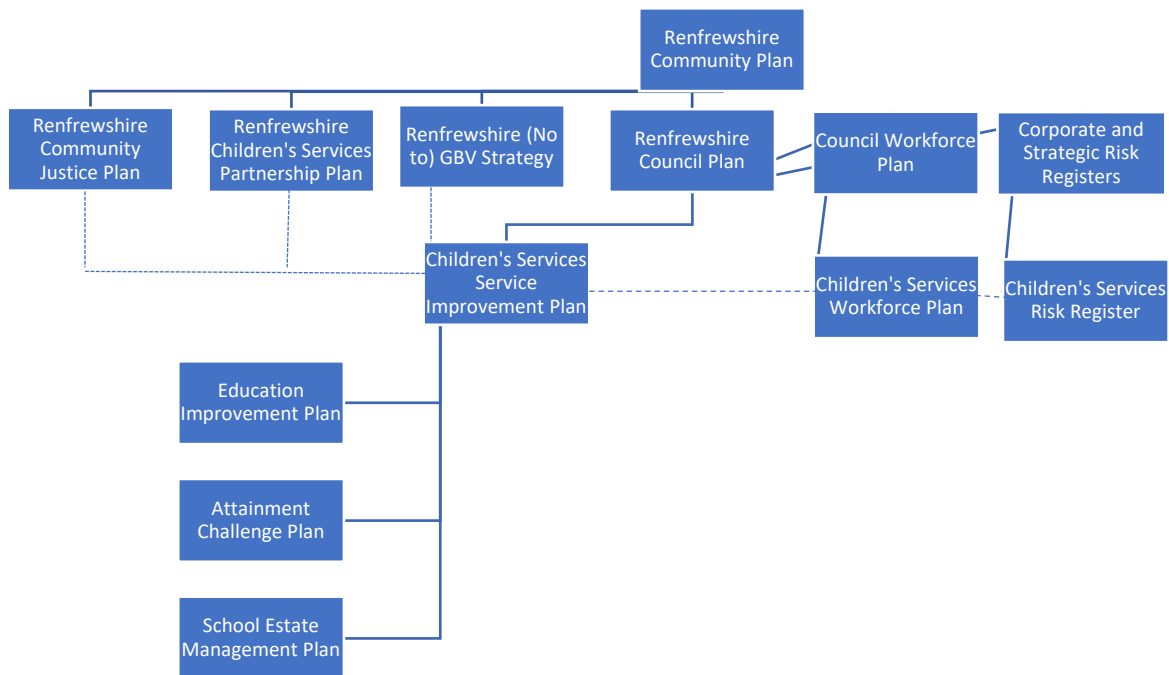 Renfrewshire
Community Plan
Renfrewshire
Community
Justice Plan
Renfrewshire
Children's Services
Partnership Plan
Renfrewshire (No
to) GBV Strategy
Renfrewshire
Council Plan
Council Workforce
Plan
Corporate and
Strategic Risk
Registers
Children's Services
Service
Improvement Plan
Children's Services
Workforce Plan
Children's Services
Risk Register
Education
Improvement Plan
Attainment
Challenge Plan
School Estate
Management Plan